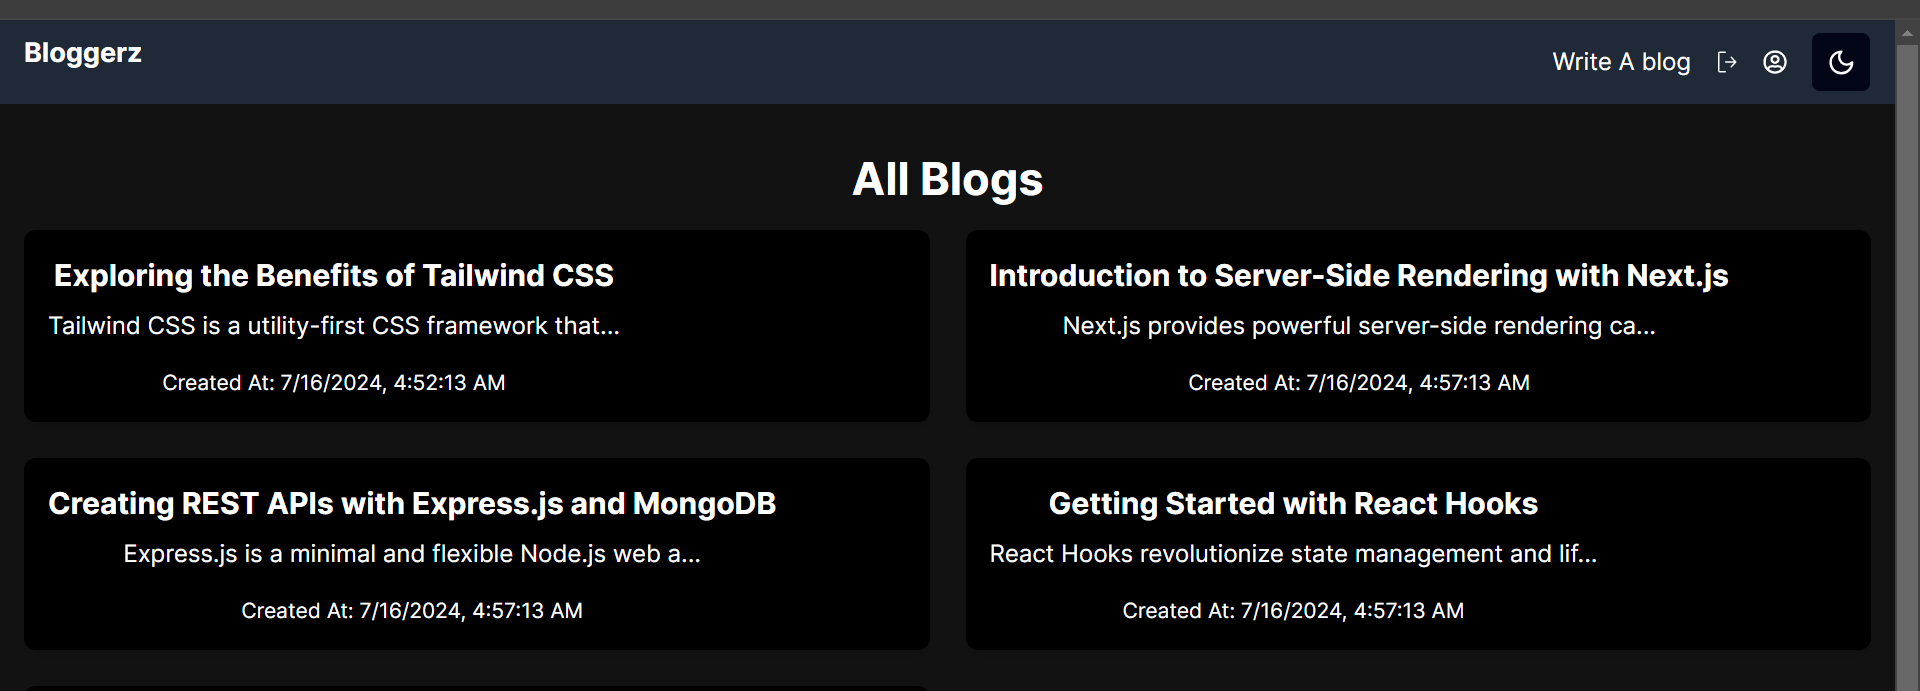 Bloggerz
Write A blog
All Blogs
Exploring the Benefits of Tailwind CSS
Tailwind CSS is a utility-first CSS framework that...
Created At: 7/16/2024, 4:52:13 AM
Introduction to Server-Side Rendering with Next.js
Next.js provides powerful server-side rendering ca...
Created At: 7/16/2024, 4:57:13 AM
Creating REST APIs with Express.js and MongoDB
Express.js is a minimal and flexible Node.js web a...
Created At: 7/16/2024, 4:57:13 AM
Getting Started with React Hooks
React Hooks revolutionize state management and lif...
Created At: 7/16/2024, 4:57:13 AM